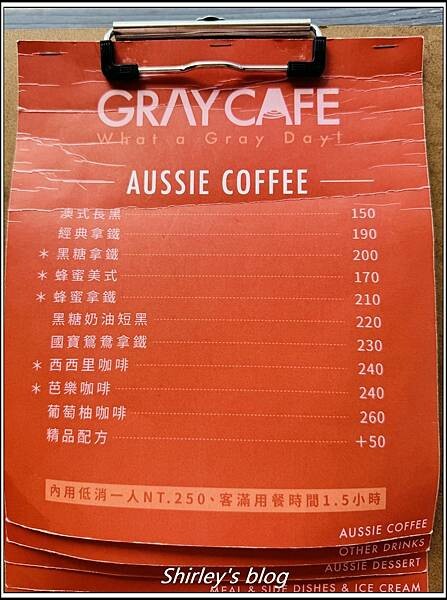 GRAY CAFE
What a Gray Day!
AUSSIE COFFEE
澳式長黑 150
經典拿鐵 190
* 黑糖拿鐵 200
* 蜂蜜美式 170
* 蜂蜜拿鐵 210
黑糖奶油短黑 220
國寶鴛鴦拿鐵 230
* 西西里咖啡 240
* 芭樂咖啡 240
葡萄柚咖啡 260
精品配方 +50
內用低消一人NT.250、客滿用餐時間1.5小時
AUSSIE COFFEE
OTHER DRINKS
AUSSIE DESSERT
MEAL & SIDE DISHES & ICE CREAM
Shirley's blog